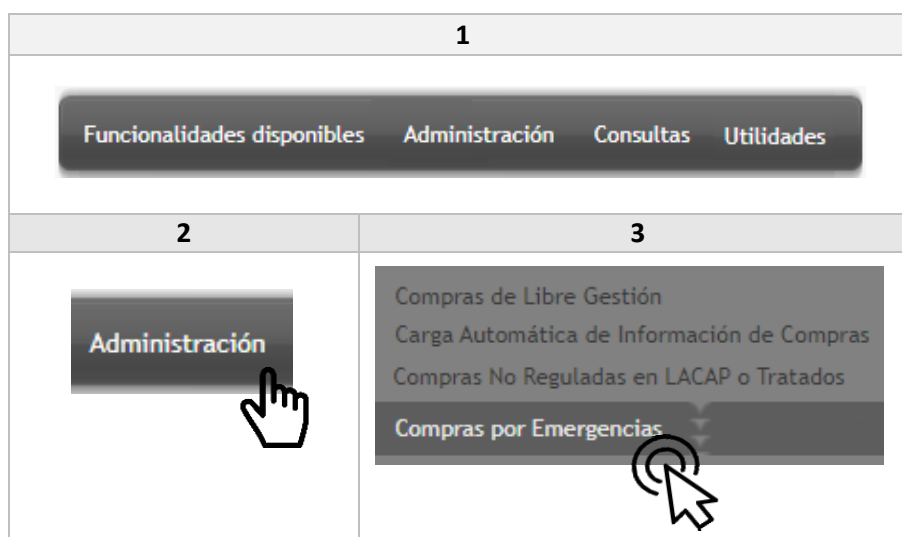 1
Funcionalidades disponibles Administración Consultas Utilidades
2
3
Administración
Compras de Libre Gestión
Carga Automática de Información de Compras
Compras No Reguladas en LACAP o Tratados
Compras por Emergencias